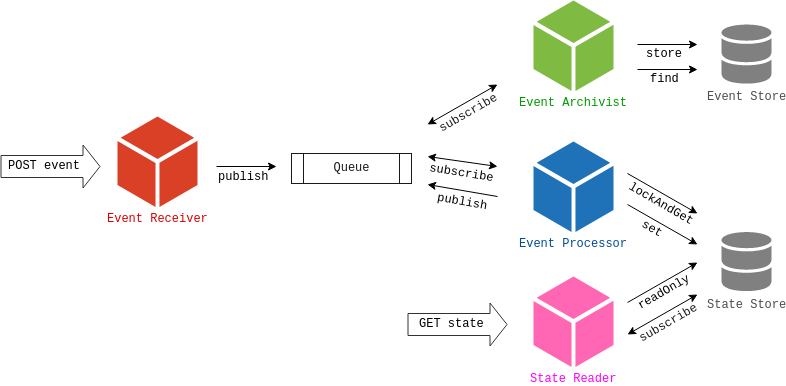 store
find
Event Archivist
Event Store
subscribe
POST event
publish
Queue
subscribe
publish
Event Receiver
Event Processor
lockAndGet
set
readOnly
subscribe
State Store
GET state
State Reader